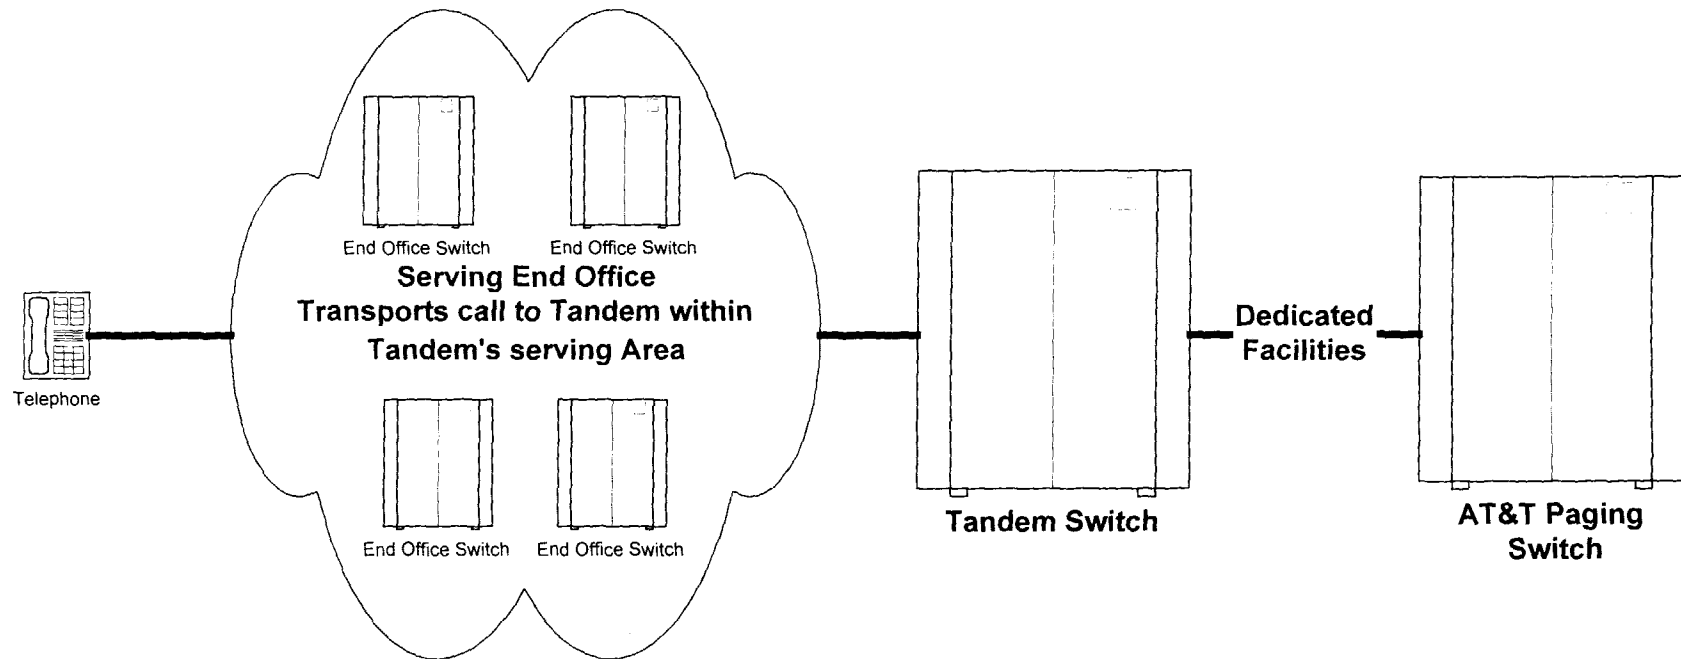 End Office Switch
End Office Switch
Serving End Office
Transports call to Tandem within
Tandem's serving Area
Telephone
End Office Switch
End Office Switch
Tandem Switch
Dedicated
Facilities
AT&T Paging
Switch